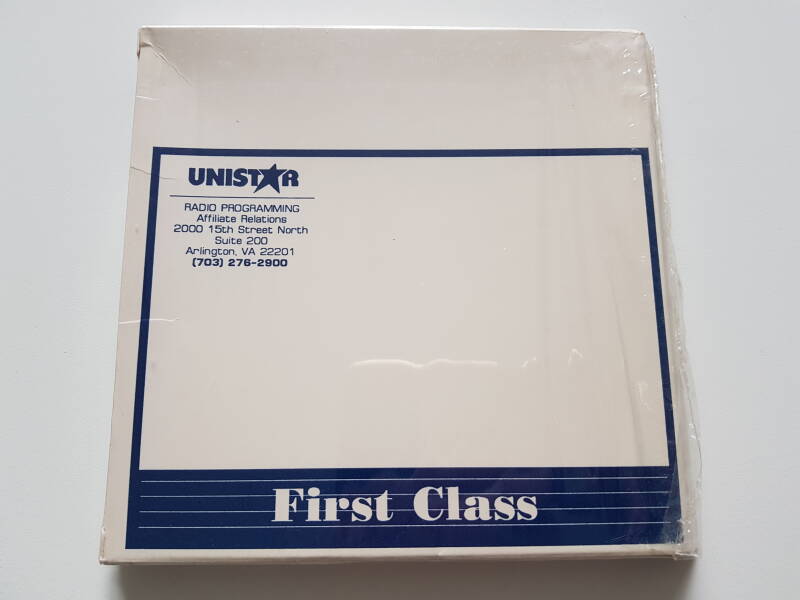 UNISTAR
RADIO PROGRAMMING
Affiliate Relations
2000 15th Street North
Suite 200
Arlington, VA 22201
(703) 276-2900
First Class